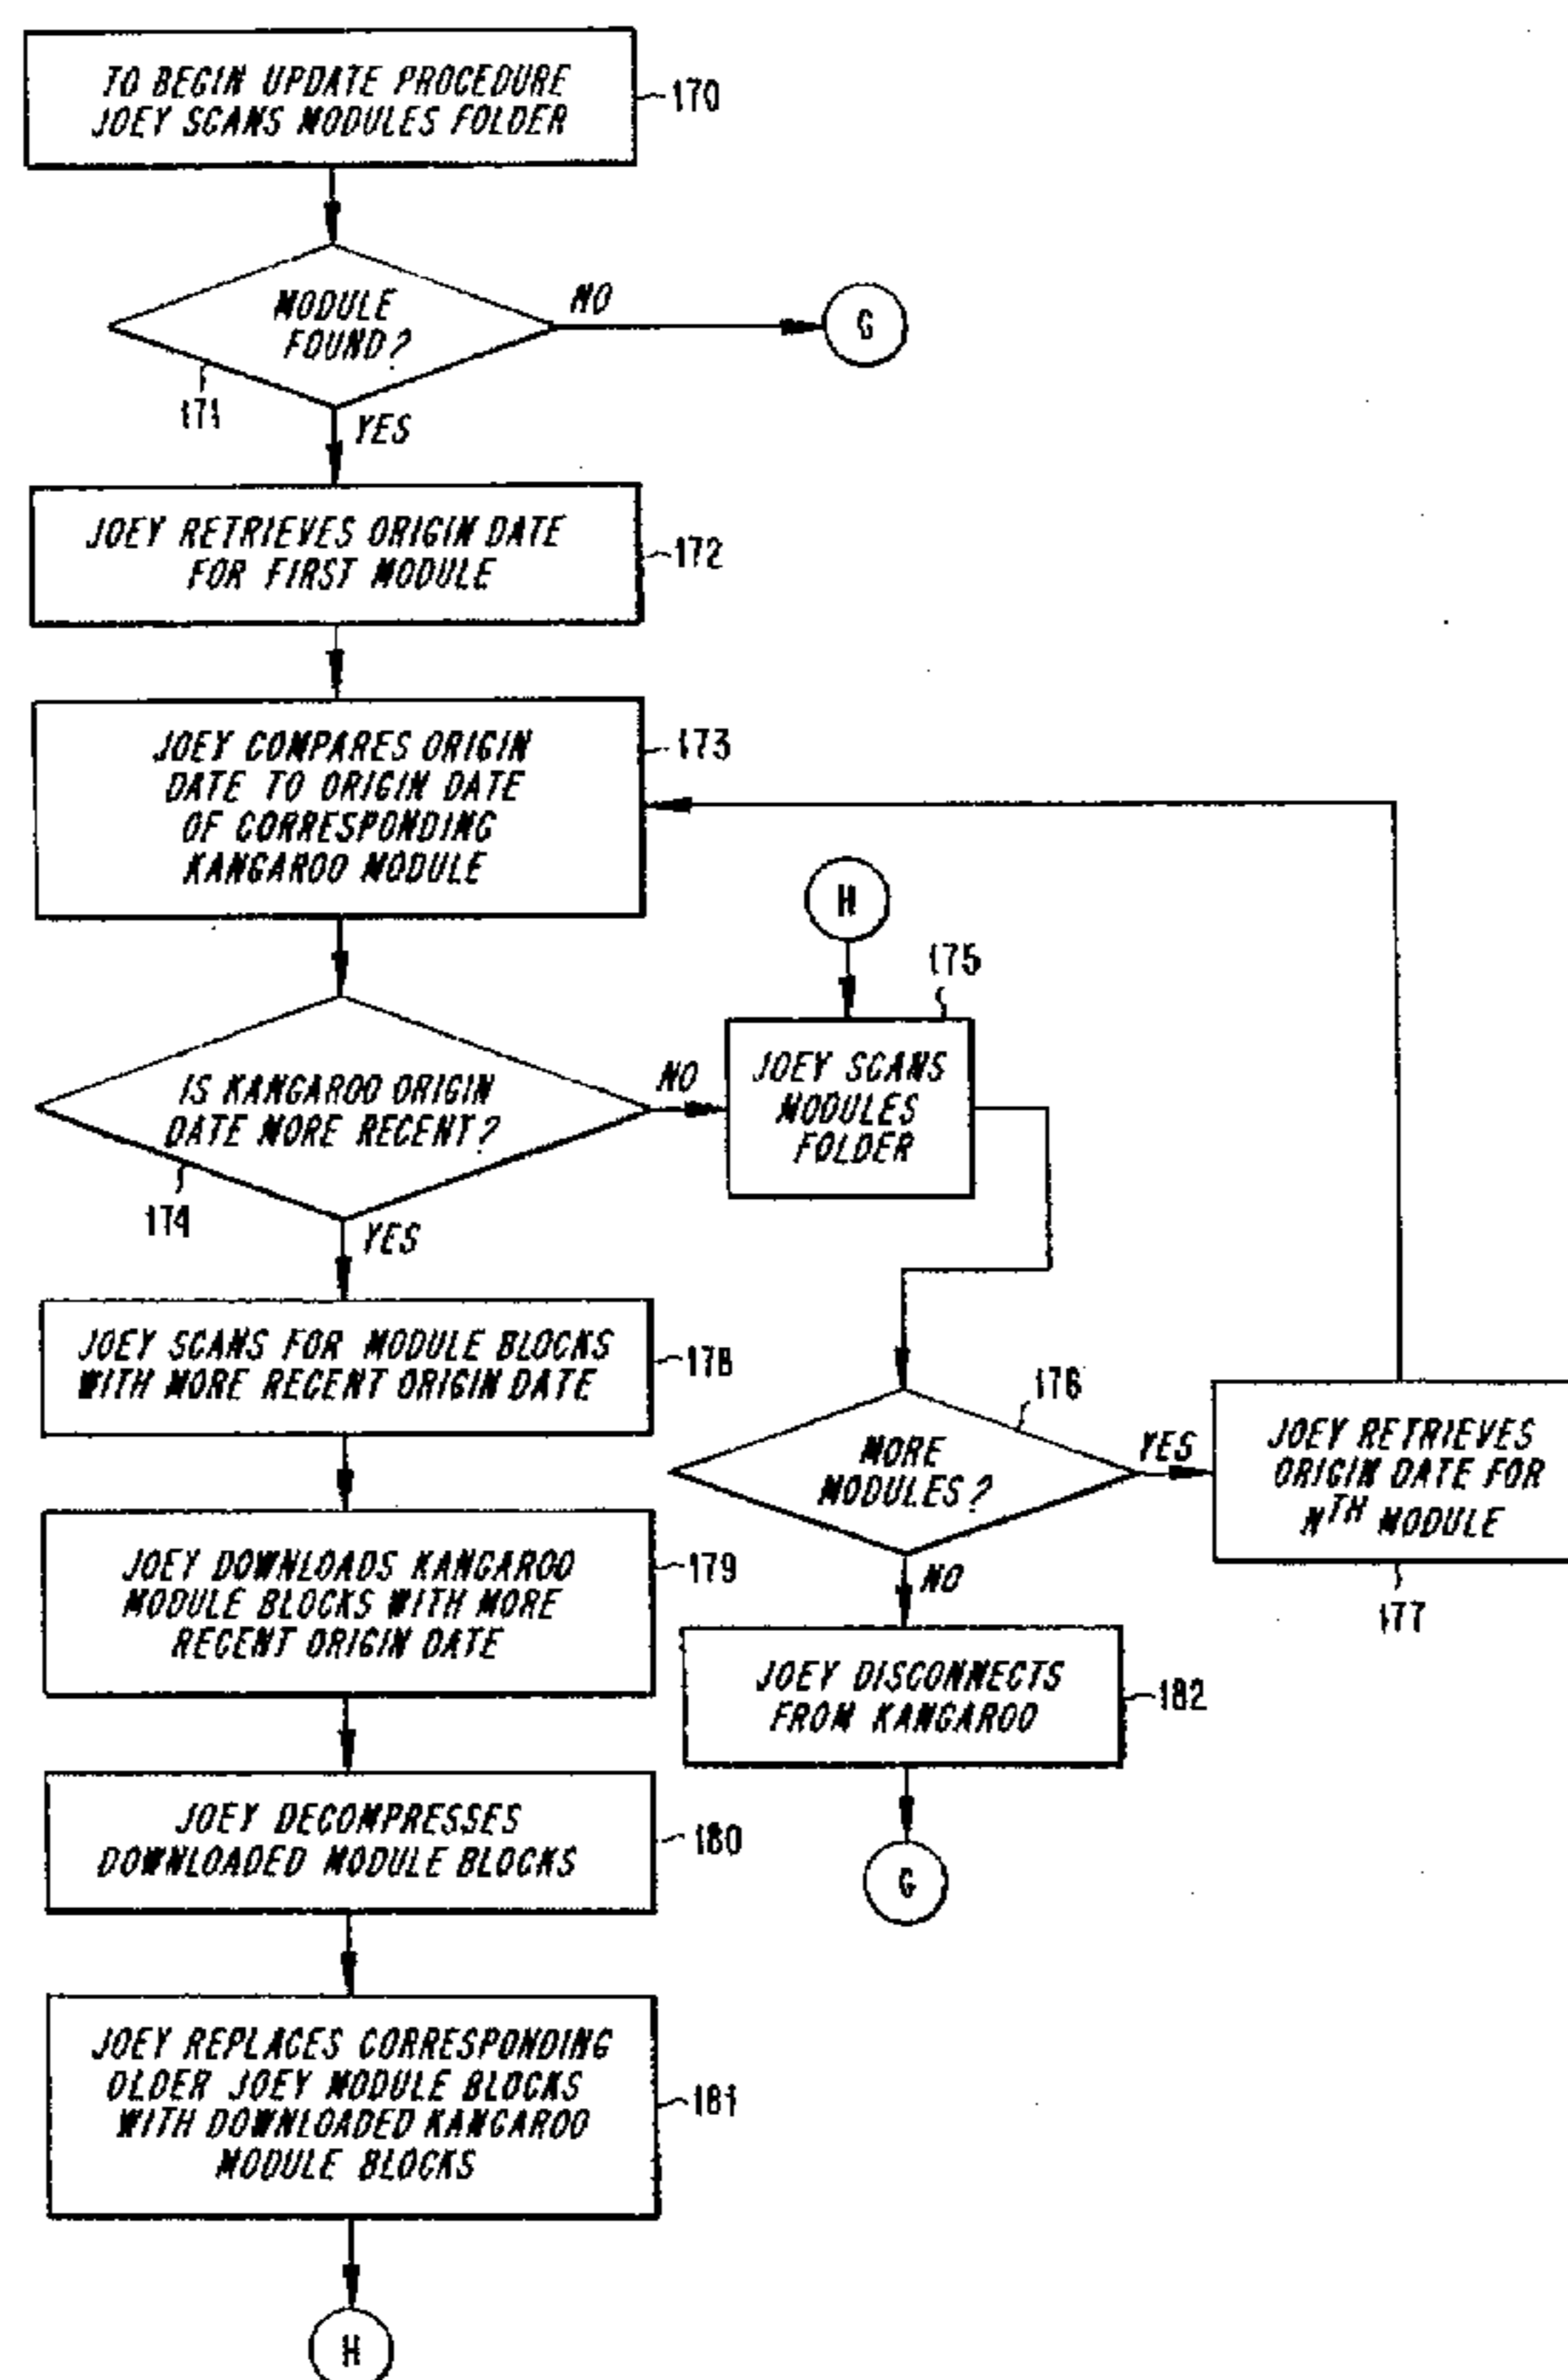 TO BEGIN UPDATE PROCEDURE
JOEY SCANS MODULES FOLDER
170
MODULE
FOUND?
NO
G
171
YES
JOEY RETRIEVES ORIGIN DATE
FOR FIRST MODULE
172
JOEY COMPARES ORIGIN
DATE TO ORIGIN DATE
OF CORRESPONDING
KANGAROO MODULE
173
H
175
IS KANGAROO ORIGIN
DATE MORE RECENT?
NO
174
YES
JOEY SCANS
MODULES
FOLDER
JOEY SCANS FOR MODULE BLOCKS
WITH MORE RECENT ORIGIN DATE
178
176
MORE
MODULES?
YES
JOEY RETRIEVES
ORIGIN DATE FOR
NTH MODULE
177
NO
JOEY DOWNLOADS KANGAROO
MODULE BLOCKS WITH MORE
RECENT ORIGIN DATE
179
JOEY DISCONNECTS
FROM KANGAROO
182
G
JOEY DECOMPRESSES
DOWNLOADED MODULE BLOCKS
180
JOEY REPLACES CORRESPONDING
OLDER JOEY MODULE BLOCKS
WITH DOWNLOADED KANGAROO
MODULE BLOCKS
181
H